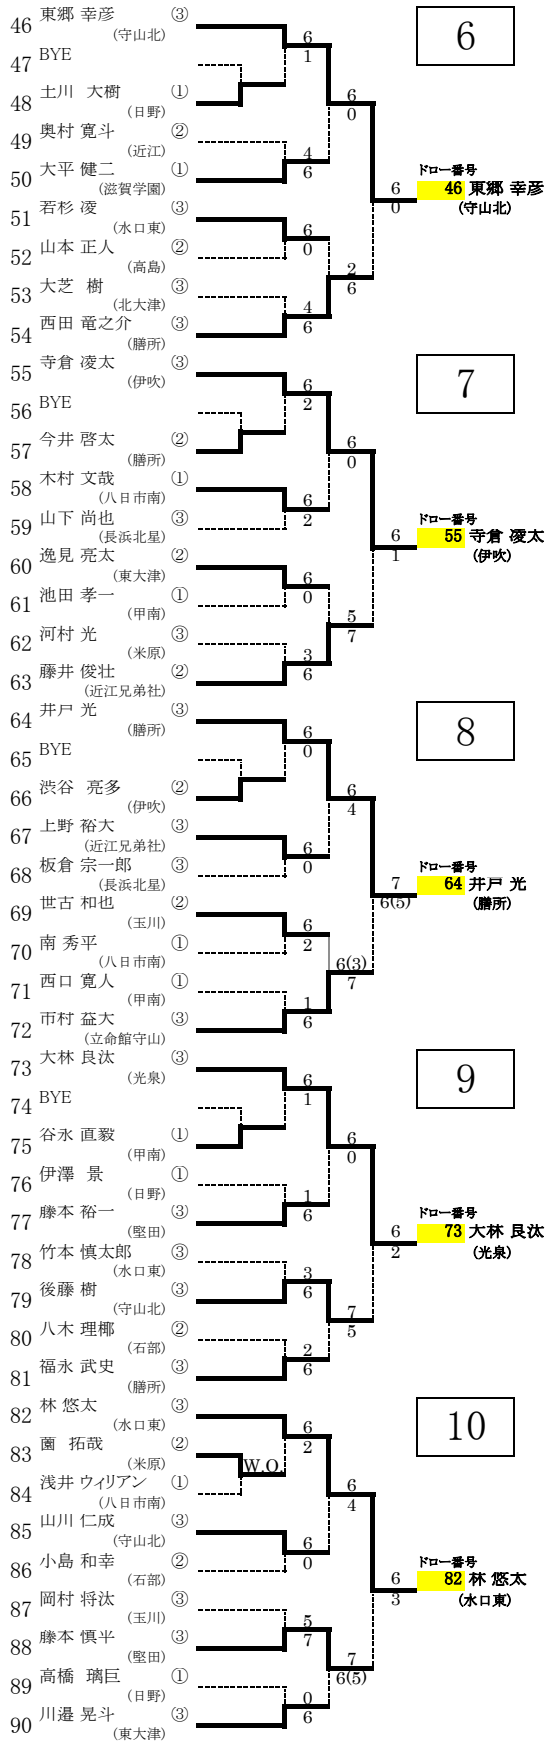 46 東郷 幸彦 ③
(守山北)
47 BYE
48 土川 大樹 ①
(日野)
49 奥村 寛斗 ②
(近江)
50 大平 健二 ①
(滋賀学園)
51 若杉 凌 ③
(水口東)
52 山本 正人 ②
(高島)
53 大芝 樹 ③
(北大津)
54 西田 竜之介 ③
(膳所)
6
1
4
6
6
0
4
6
6
0
2
6
6
0
6
ドロー番号
46 東郷 幸彦
(守山北)
55 寺倉 凌太 ③
(伊吹)
56 BYE
57 今井 啓太 ②
(膳所)
58 木村 文哉 ①
(八日市南)
59 山下 尚也 ③
(長浜北星)
60 逸見 亮太 ②
(東大津)
61 池田 孝一 ①
(甲南)
62 河村 光 ③
(米原)
63 藤井 俊壮 ②
(近江兄弟社)
6
2
6
2
6
0
3
6
6
0
5
7
6
1
7
ドロー番号
55 寺倉 凌太
(伊吹)
64 井戸 光 ③
(膳所)
65 BYE
66 渋谷 亮多 ②
(伊吹)
67 上野 裕大 ③
(近江兄弟社)
68 板倉 宗一郎 ③
(長浜北星)
69 世古 和也 ②
(玉川)
70 南 秀平 ①
(八日市南)
71 西口 寛人 ①
(甲南)
72 市村 益大 ③
(立命館守山)
6
0
6
0
6
2
1
6
6
4
6(3)
7
7
6(5)
8
ドロー番号
64 井戸 光
(膳所)
73 大林 良汰 ③
(光泉)
74 BYE
75 谷永 直毅 ①
(甲南)
76 伊澤 景 ①
(日野)
77 藤本 裕一 ③
(堅田)
78 竹本 慎太郎 ③
(水口東)
79 後藤 樹 ③
(守山北)
80 八木 理椰 ②
(石部)
81 福永 武史 ③
(膳所)
6
1
1
6
3
6
2
6
6
0
7
5
6
2
9
ドロー番号
73 大林 良汰
(光泉)
82 林 悠太 ③
(水口東)
83 薗 拓哉 ②
(米原)
84 浅井 ウィリアン ①
(八日市南)
85 山川 仁成 ③
(守山北)
86 小島 和幸 ②
(石部)
87 岡村 将汰 ③
(玉川)
88 藤本 慎平 ③
(堅田)
89 高橋 璃巨 ①
(日野)
90 川邉 晃斗 ③
(東大津)
W.O.
6
2
6
0
5
7
0
6
6
4
7
6(5)
6
3
10
ドロー番号
82 林 悠太
(水口東)